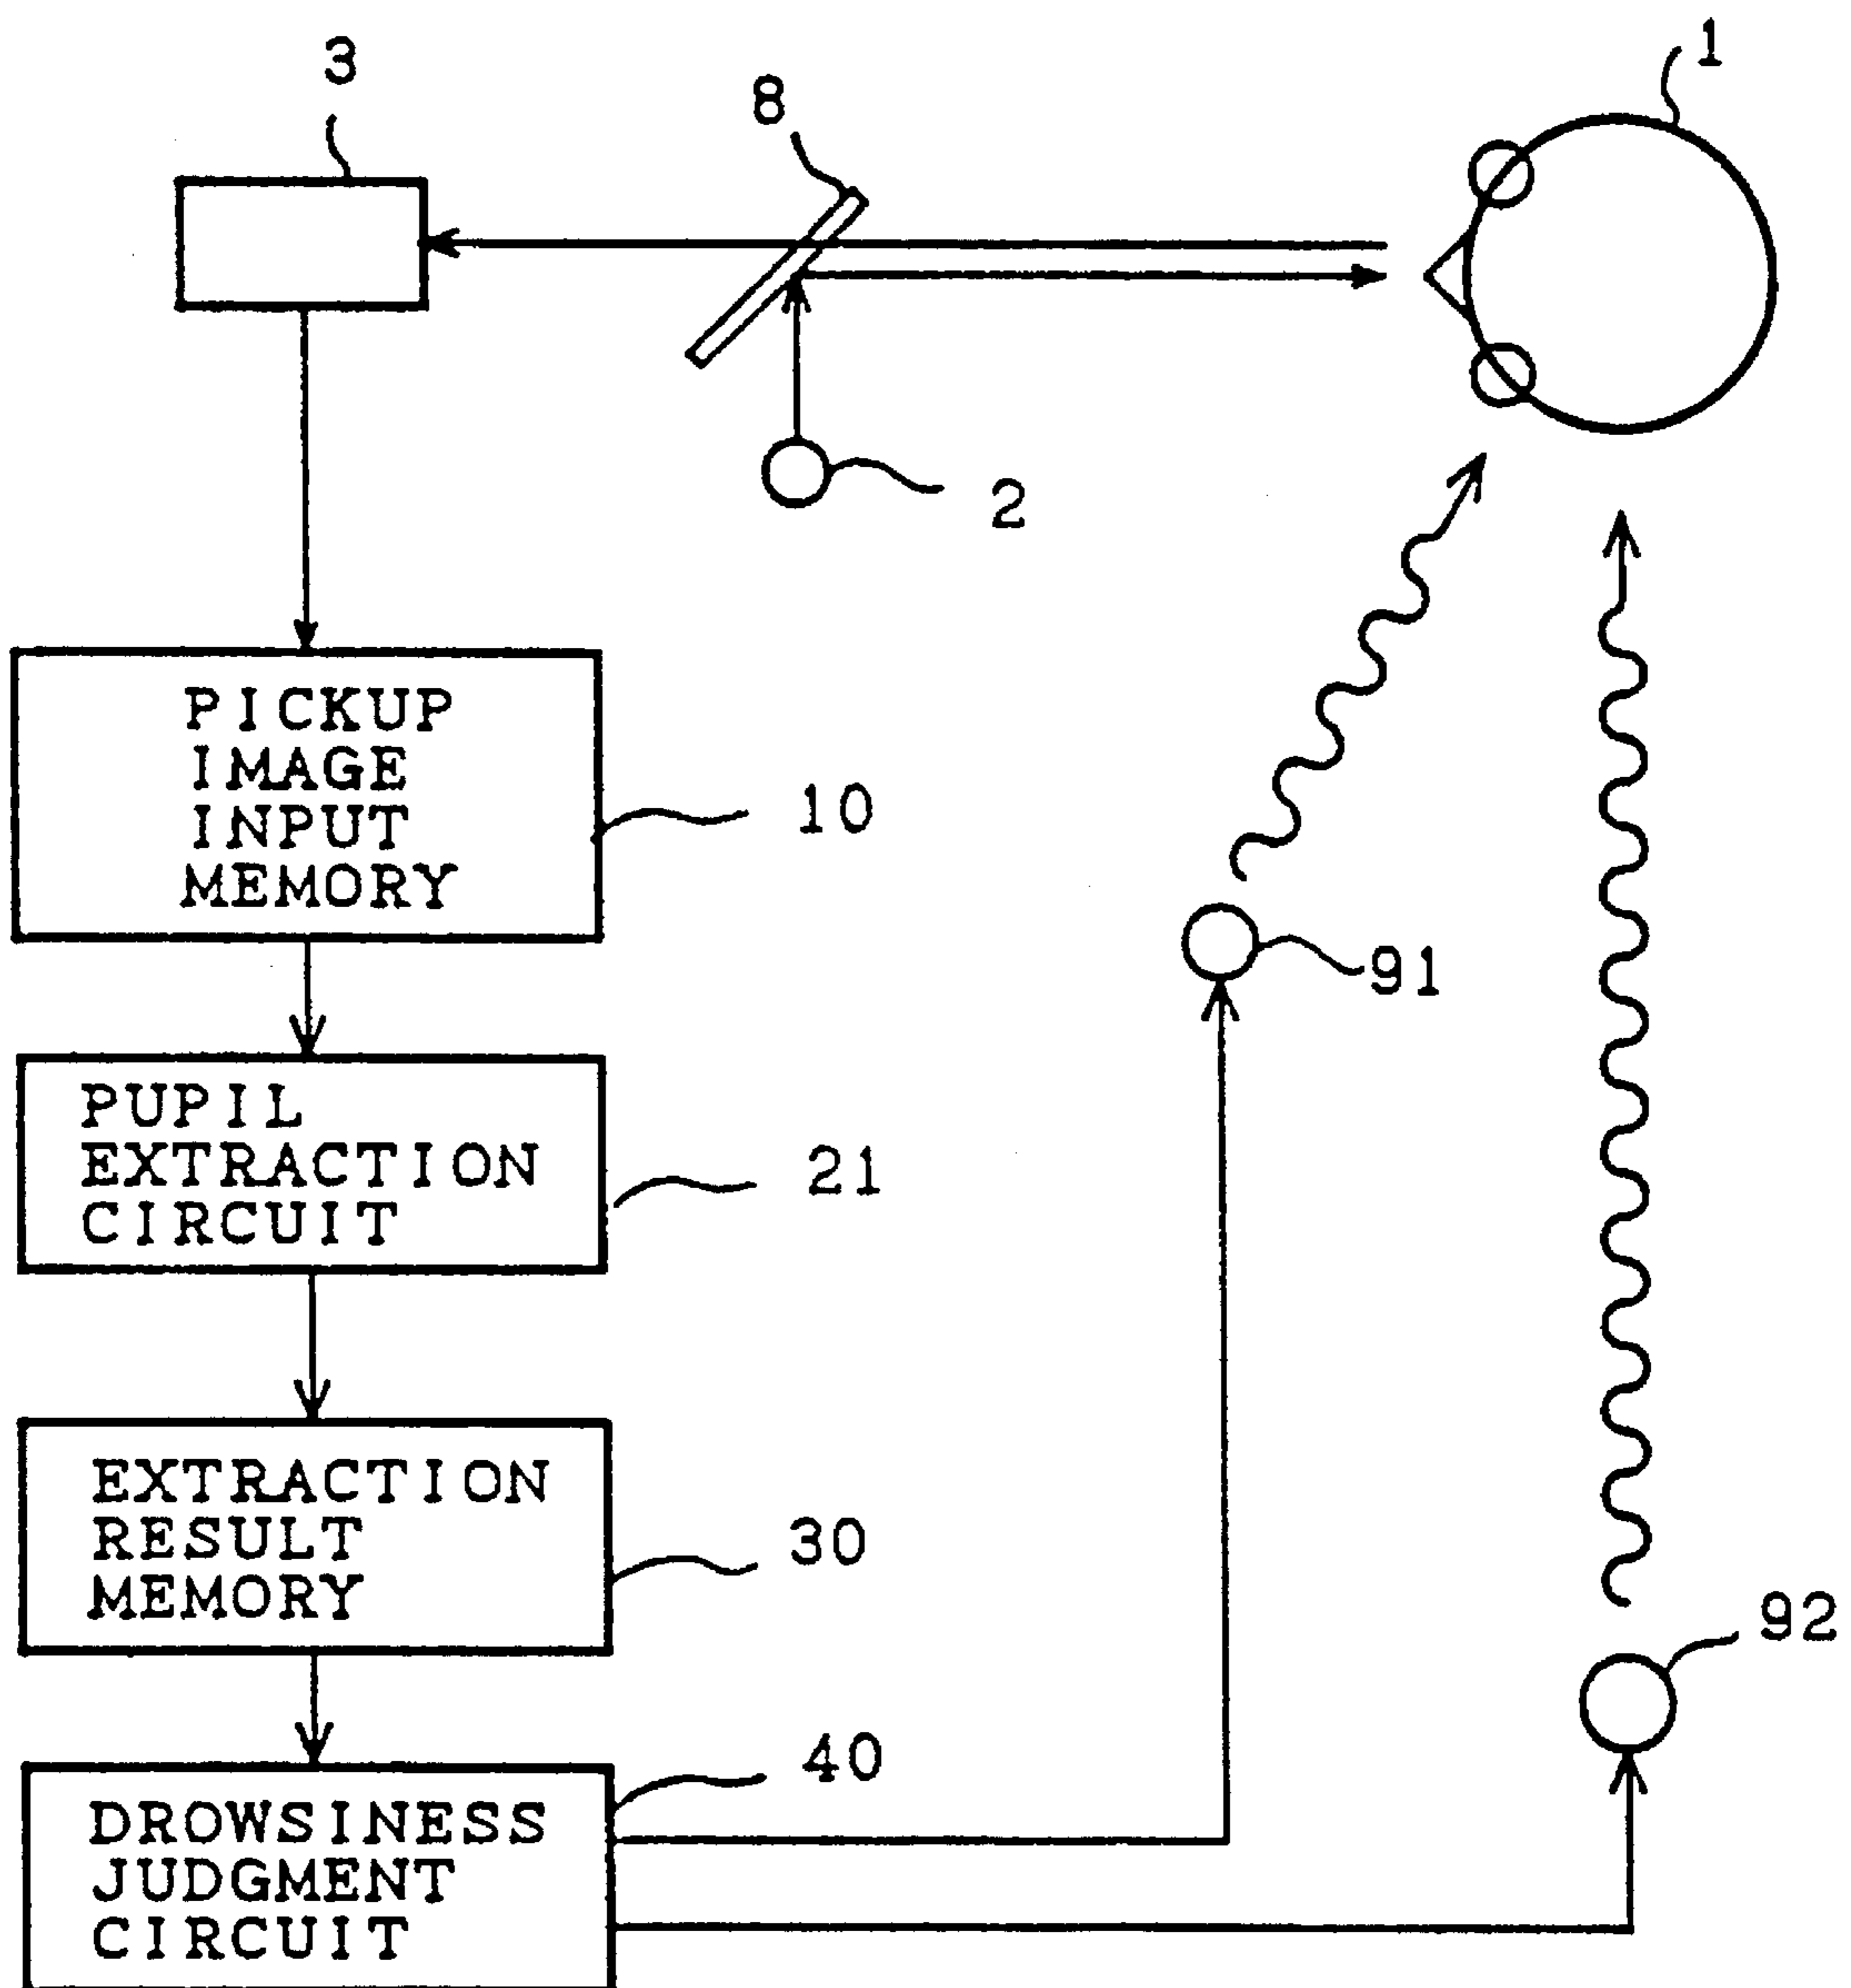 3
8
1
2
PICKUP
IMAGE
INPUT
MEMORY
10
91
PUPIL
EXTRACTION
CIRCUIT
21
EXTRACTION
RESULT
MEMORY
30
92
40
DROWSINESS
JUDGMENT
CIRCUIT